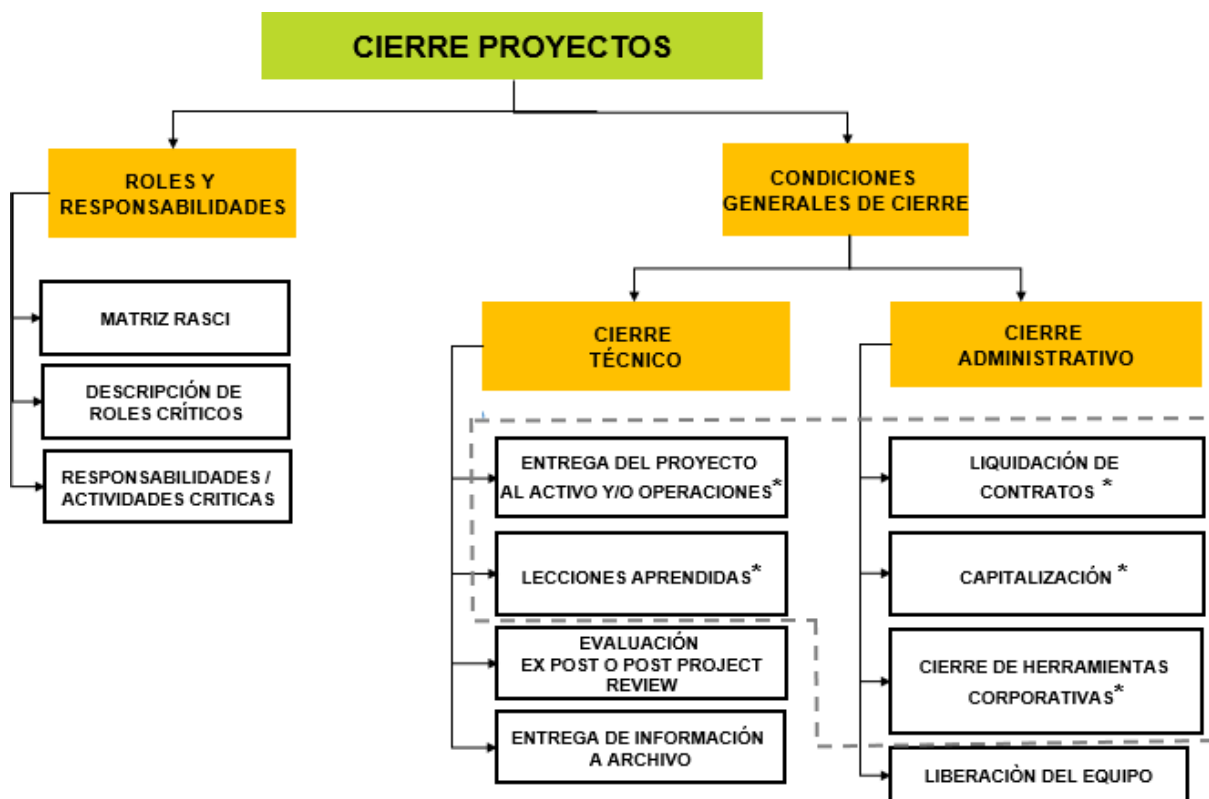 CIERRE PROYECTOS
ROLES Y
RESPONSABILIDADES
MATRIZ RASCI
DESCRIPCIÓN DE
ROLES CRÍTICOS
RESPONSABILIDADES /
ACTIVIDADES CRITICAS
CONDICIONES
GENERALES DE CIERRE
CIERRE
TÉCNICO
ENTREGA DEL PROYECTO
AL ACTIVO Y/O OPERACIONES*
LECCIONES APRENDIDAS*
EVALUACIÓN
EX POST O POST PROJECT
REVIEW
ENTREGA DE INFORMACIÓN
A ARCHIVO
CIERRE
ADMINISTRATIVO
LIQUIDACIÓN DE
CONTRATOS *
CAPITALIZACIÓN *
CIERRE DE HERRAMIENTAS
CORPORATIVAS*
LIBERACIÒN DEL EQUIPO